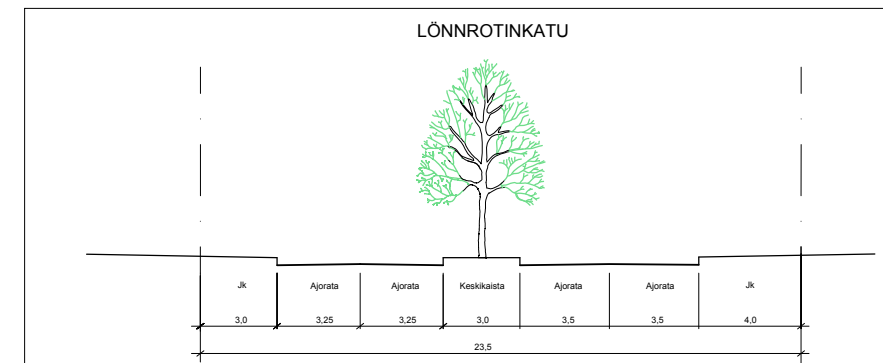 LÖNNROTINKATU
Jk Ajorata Ajorata Keskikaista Ajorata Ajorata Jk
3,0 3,25 3,25 3,0 3,5 3,5 4,0
23,5